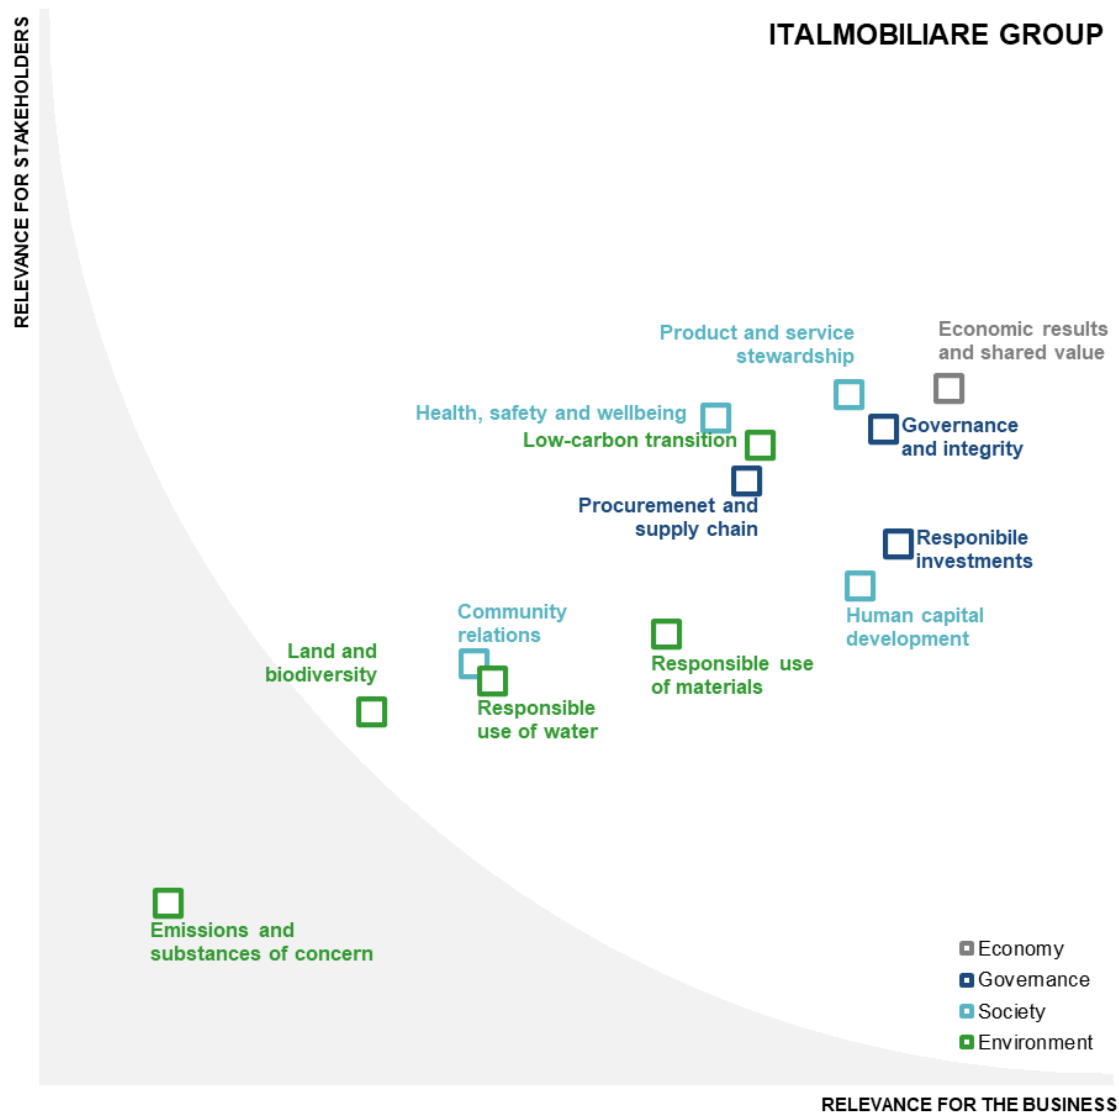 ITALMOBILIARE GROUP
RELEVANCE FOR STAKEHOLDERS
Product and service
stewardship
Economic results
and shared value
Health, safety and wellbeing
Low-carbon transition
Governance
and integrity
Procuremenet and
supply chain
Responibile
investments
Human capital
development
Community
relations
Land and
biodiversity
Responsible use
of materials
Responsible
use of water
Emissions and
substances of concern
Economy
Governance
Society
Environment
RELEVANCE FOR THE BUSINESS